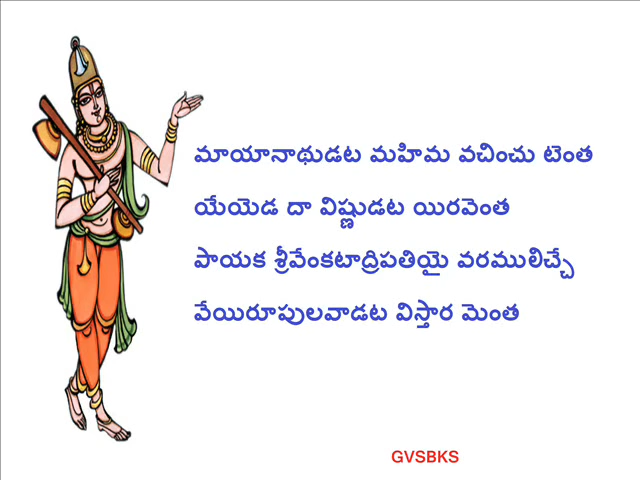 మాయానాథుడట మహిమ వచించు టెంత
యేయెడ దా విష్ణుడట యిరవెంత
పాయక శ్రీవేంకటాద్రిపతియై వరములిచ్చే
వేయిరూపులవాడట విస్తార మెంత
GVSBKS